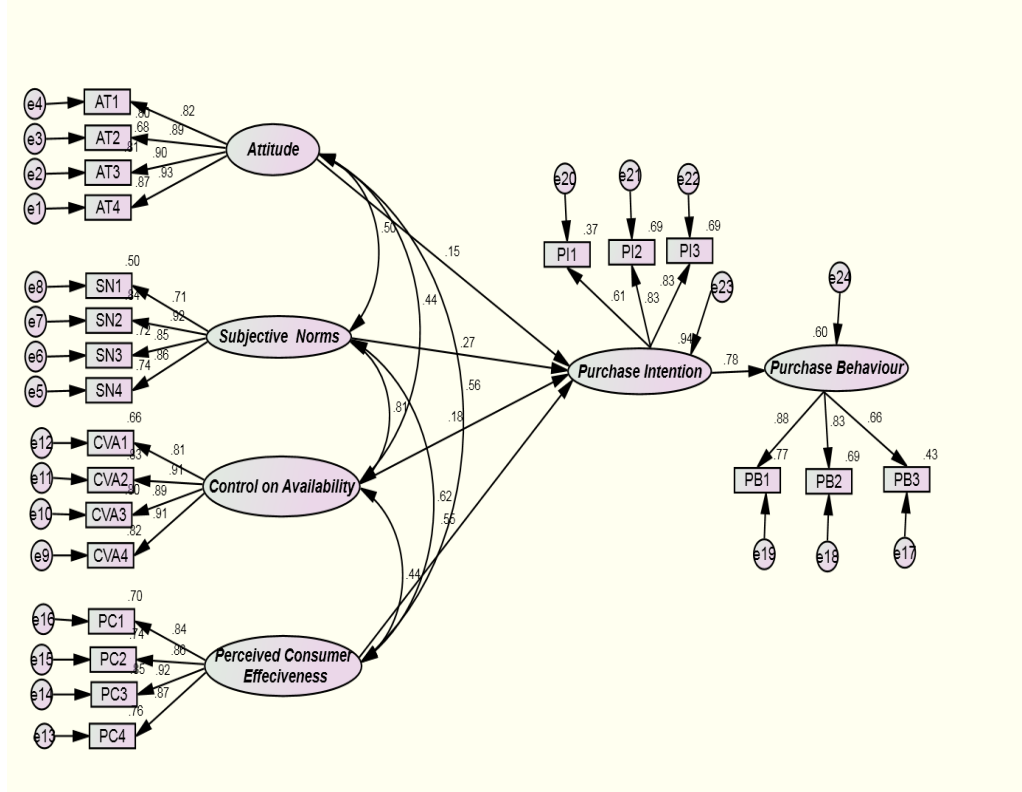 e4 AT1 .80 .82
e3 AT2 .68 .89
e2 AT3 .81 .90
e1 AT4 .87 .93
Attitude
.50
e8 SN1 .71
e7 SN2 .84 .92
e6 SN3 .72 .85
e5 SN4 .74 .86
Subjective Norms
.66
e12 CVA1 .81
e11 CVA2 .83 .91
e10 CVA3 .80 .89
e9 CVA4 .82 .91
Control on Availability
.70
e16 PC1 .84
e15 PC2 .74 .86
e14 PC3 .85 .92
e13 PC4 .76 .87
Perceived Consumer
Effeciveness
.50
.44
.56
.81
.62
.44
.15
.27
.18
.55
e20 e21 e22
.37 .69 .69
PI1 PI2 PI3
.61 .83 .83
e23
.94
Purchase Intention
.78
e24
.60
Purchase Behaviour
.88 .83 .66
.77 .69 .43
PB1 PB2 PB3
e19 e18 e17